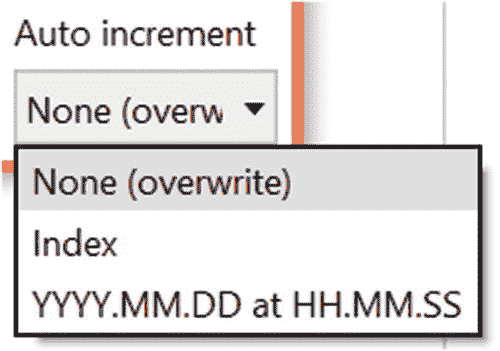 Auto increment
None (overw
None (overwrite)
Index
YYYY.MM.DD at HH.MM.SS